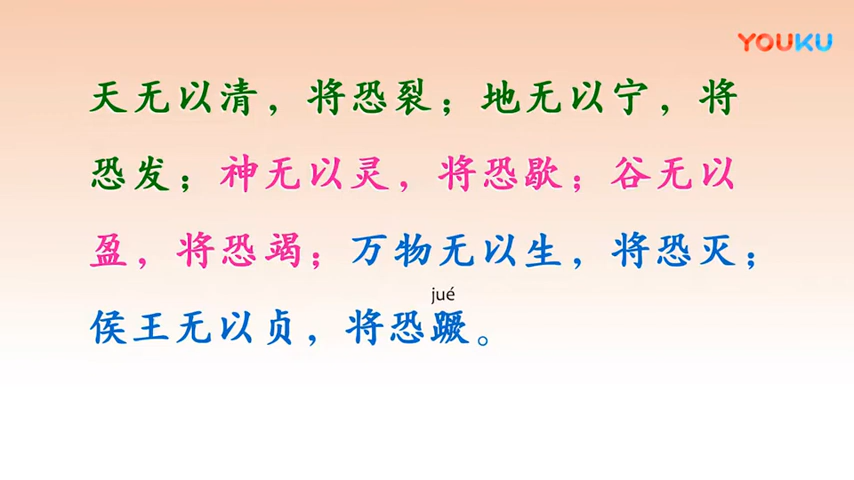 YOUKU
天无以清，将恐裂；地无以宁，将
恐发；神无以灵，将恐歇；谷无以
盈，将恐竭；万物无以生，将恐灭；
jué
侯王无以贞，将恐蹶。